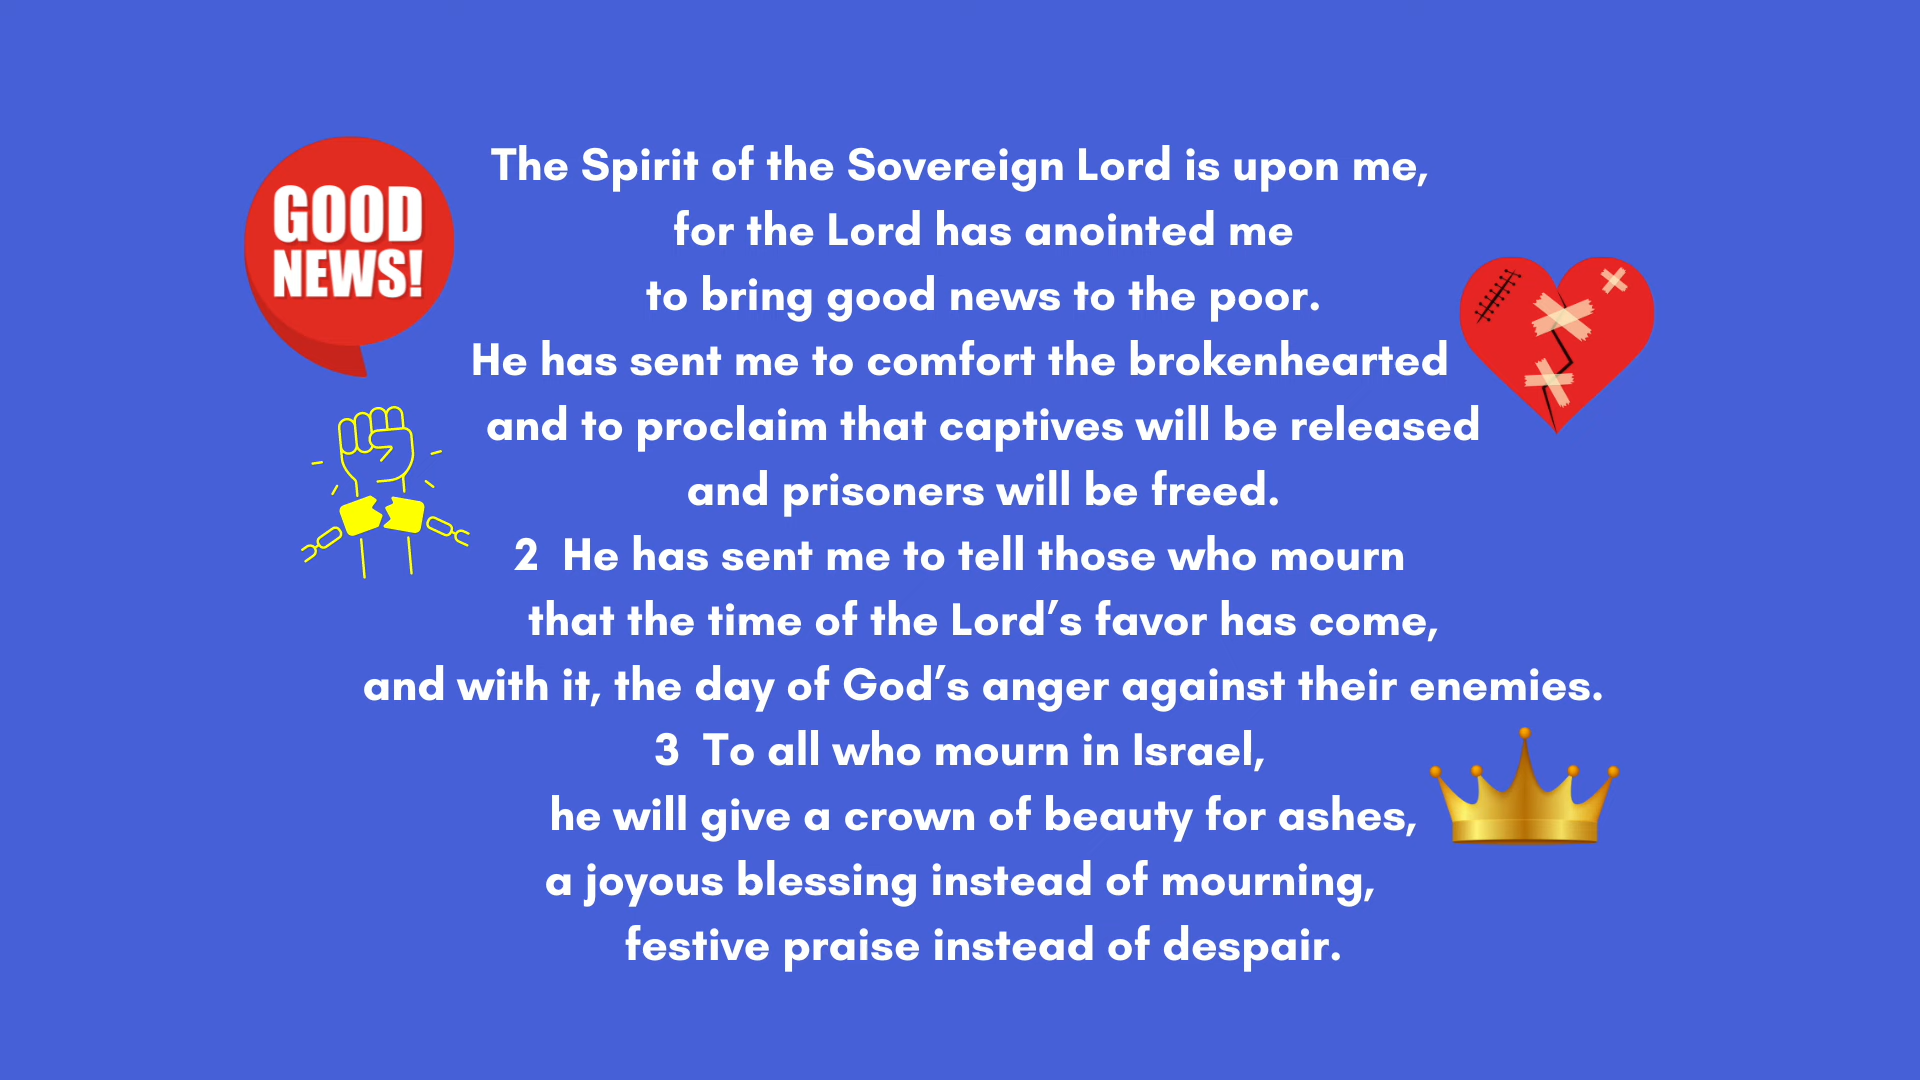 GOOD
NEWS!
The Spirit of the Sovereign Lord is upon me,
for the Lord has anointed me
to bring good news to the poor.
He has sent me to comfort the brokenhearted
and to proclaim that captives will be released
and prisoners will be freed.
2 He has sent me to tell those who mourn
that the time of the Lord’s favor has come,
and with it, the day of God’s anger against their enemies.
3 To all who mourn in Israel,
he will give a crown of beauty for ashes,
a joyous blessing instead of mourning,
festive praise instead of despair.